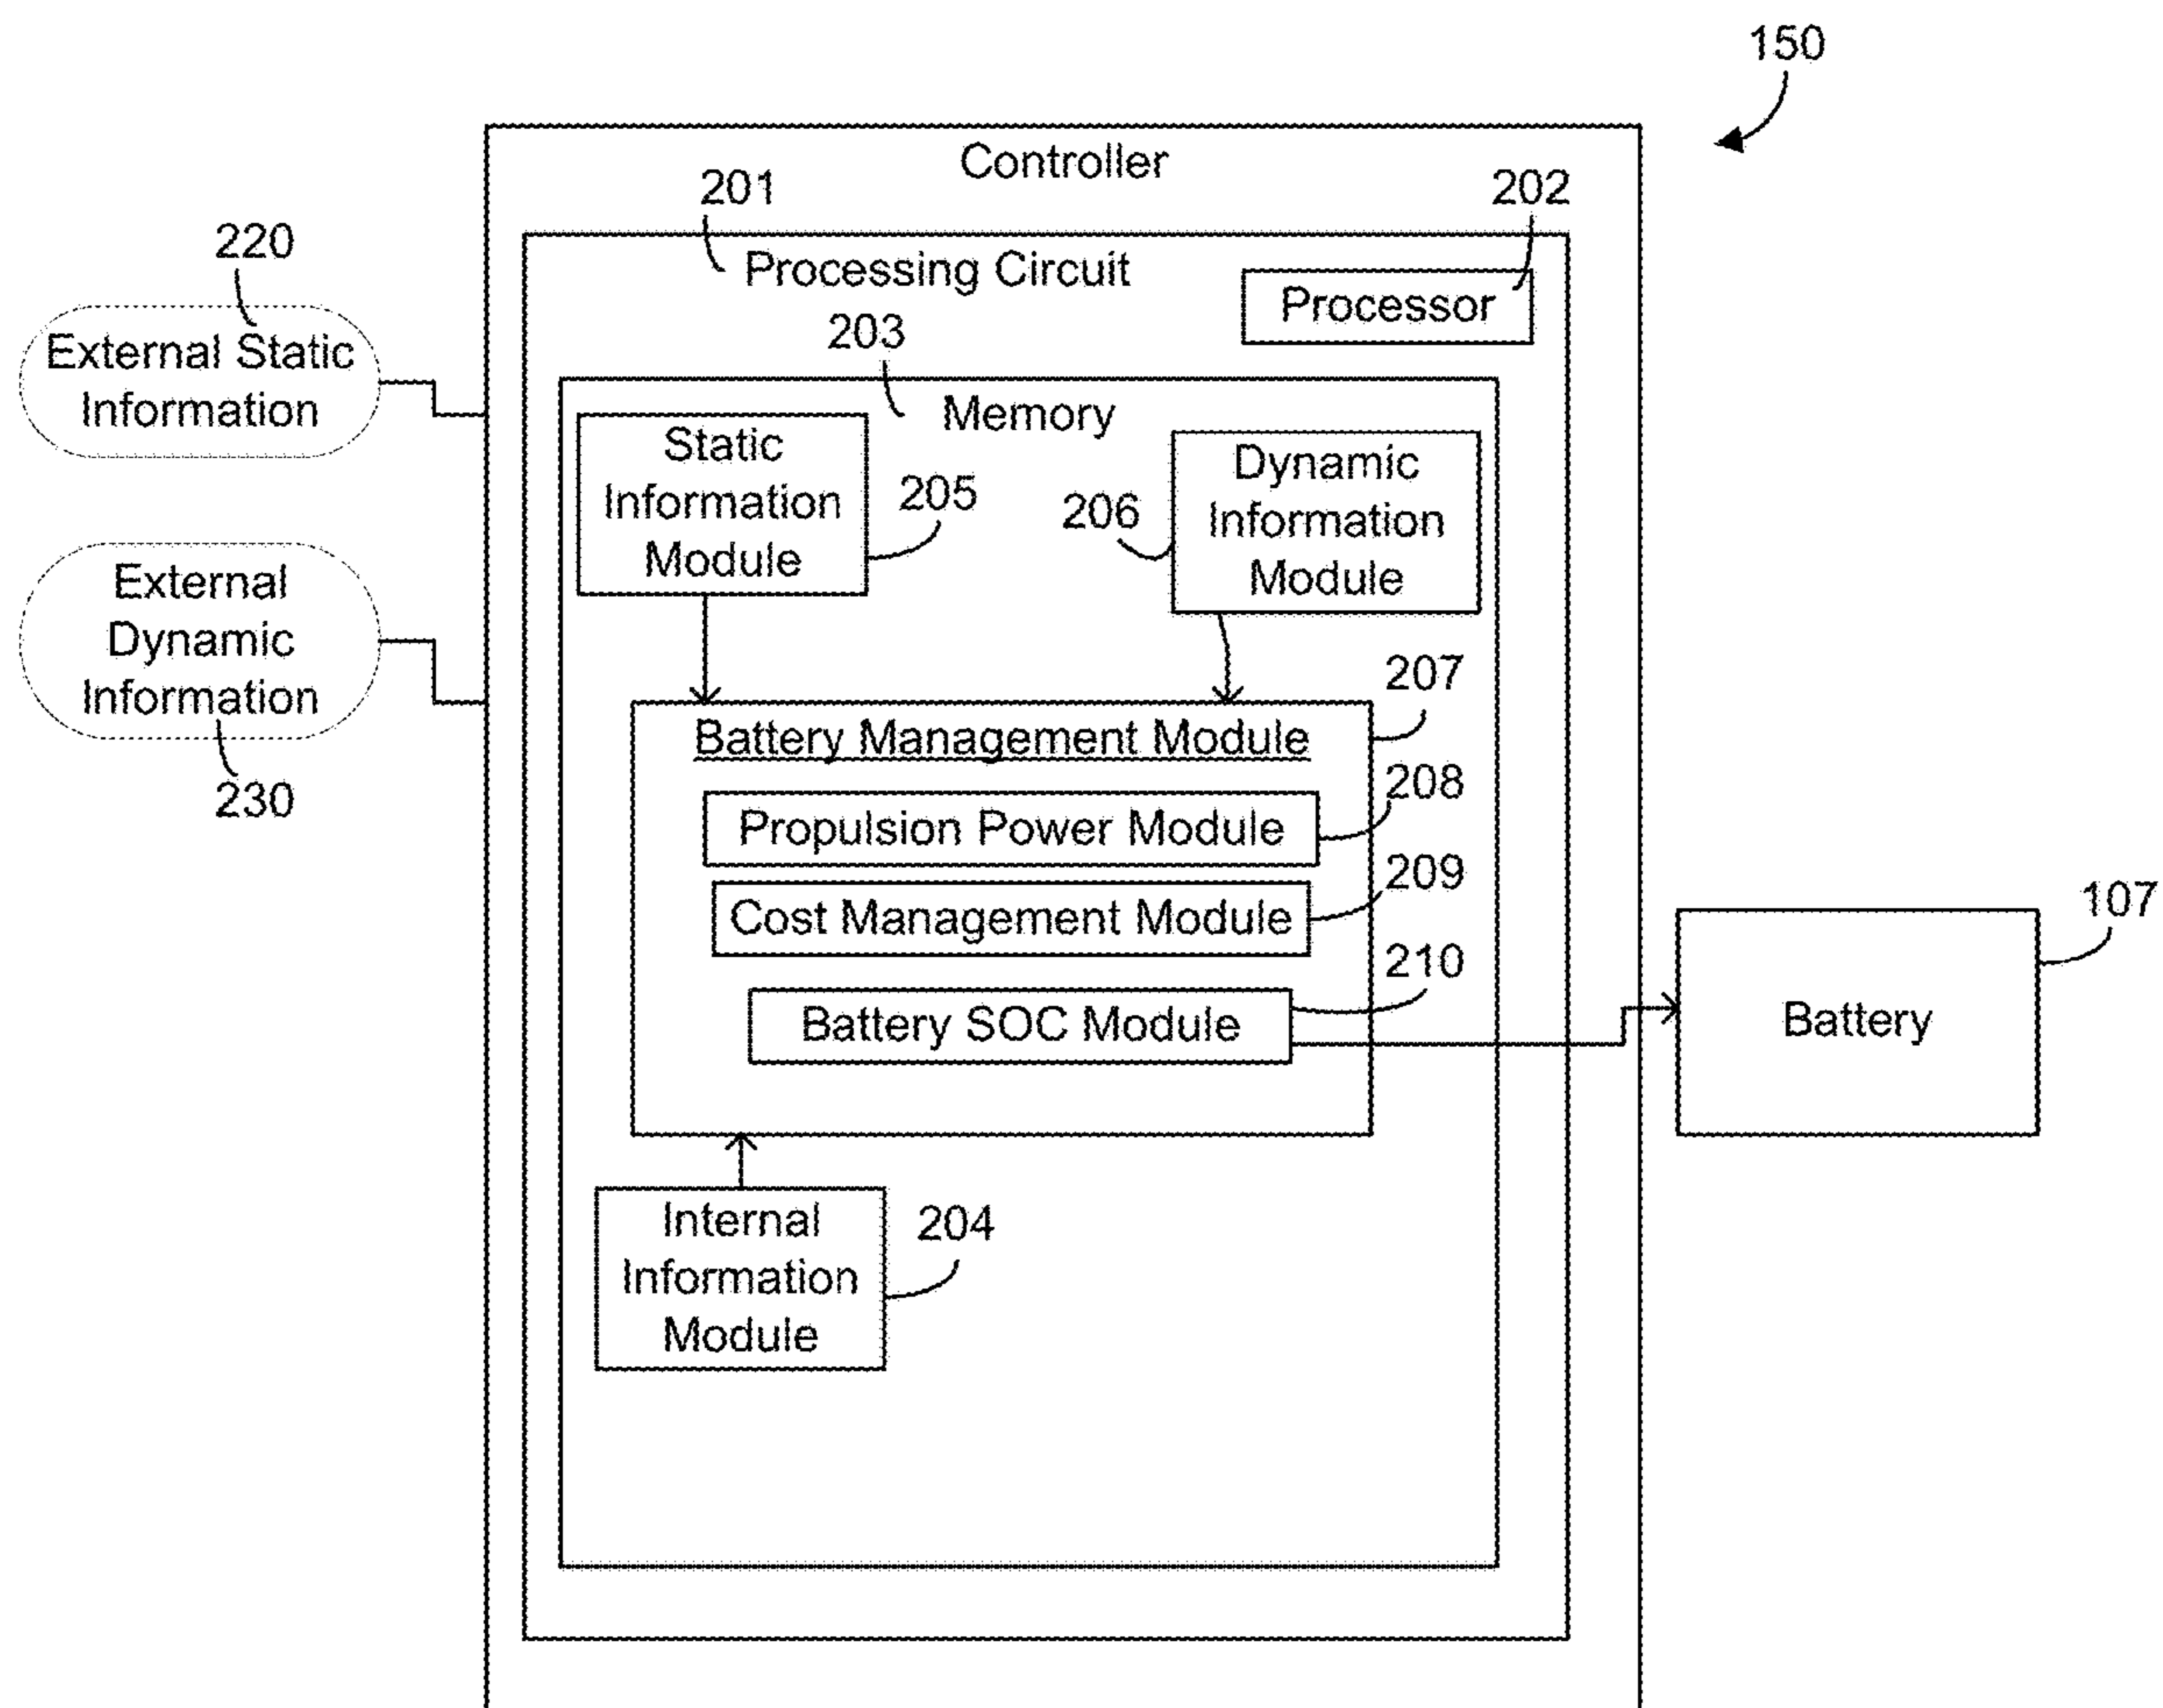 150
Controller
201
202
220
Processing Circuit
Processor
203
External Static
Information
Memory
Static
Information
Module
205
206
Dynamic
Information
Module
External
Dynamic
Information
230
207
Battery Management Module
208
Propulsion Power Module
209
Cost Management Module
210
Battery SOC Module
107
Battery
Internal
Information
Module
204